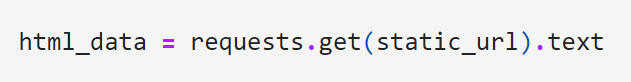 html_data = requests.get(static_url).text